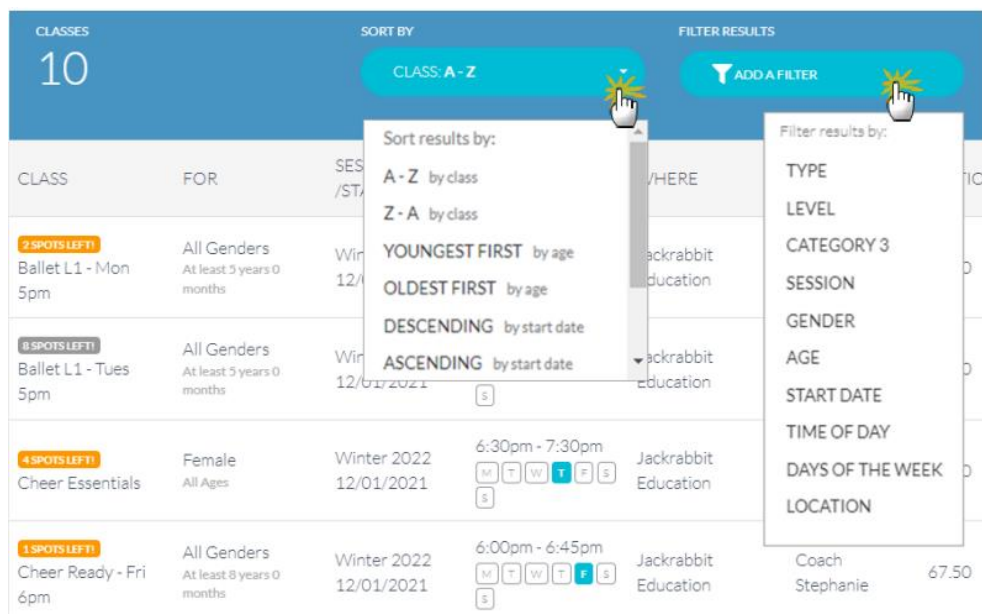 CLASSES
10
SORT BY
CLASS: A - Z
FILTER RESULTS
ADD A FILTER
Sort results by:
A - Z by class
Z - A by class
YOUNGEST FIRST by age
OLDEST FIRST by age
DESCENDING by start date
ASCENDING by start date
Filter results by:
TYPE
LEVEL
CATEGORY 3
SESSION
GENDER
AGE
START DATE
TIME OF DAY
DAYS OF THE WEEK
LOCATION
CLASS
FOR
2 SPOTS LEFT!
Ballet L1 - Mon
5pm
All Genders
At least 5 years 0
months
8 SPOTS LEFT!
Ballet L1 - Tues
5pm
All Genders
At least 5 years 0
months
12/01/2021
S
Education
4 SPOTS LEFT!
Cheer Essentials
Female
All Ages
Winter 2022
12/01/2021
6:30pm - 7:30pm
M T W T F S
S
Jackrabbit
Education
1 SPOTS LEFT!
Cheer Ready - Fri
6pm
All Genders
At least 8 years 0
months
Winter 2022
12/01/2021
6:00pm - 6:45pm
M T W T F S
S
Jackrabbit
Education
Coach
Stephanie
67.50